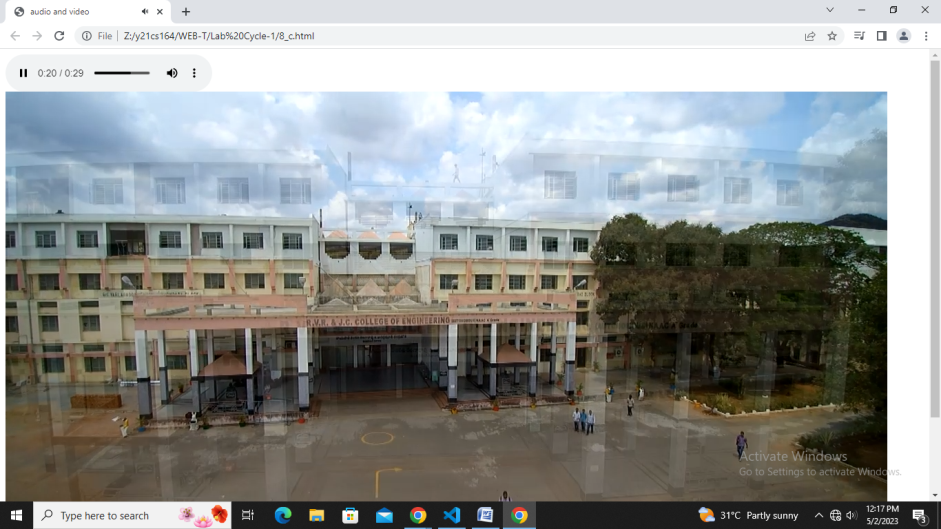 audio and video
File
Z:/y21cs164/WEB-T/Lab%20Cycle-1/8_c.html
0:20 / 0:29
R.V.R. & J.C. COLLEGE OF ENGINEERING
Activate Windows
Go to Settings to activate Windows.
Type here to search
31°C Partly sunny
12:17 PM
5/2/2023
3